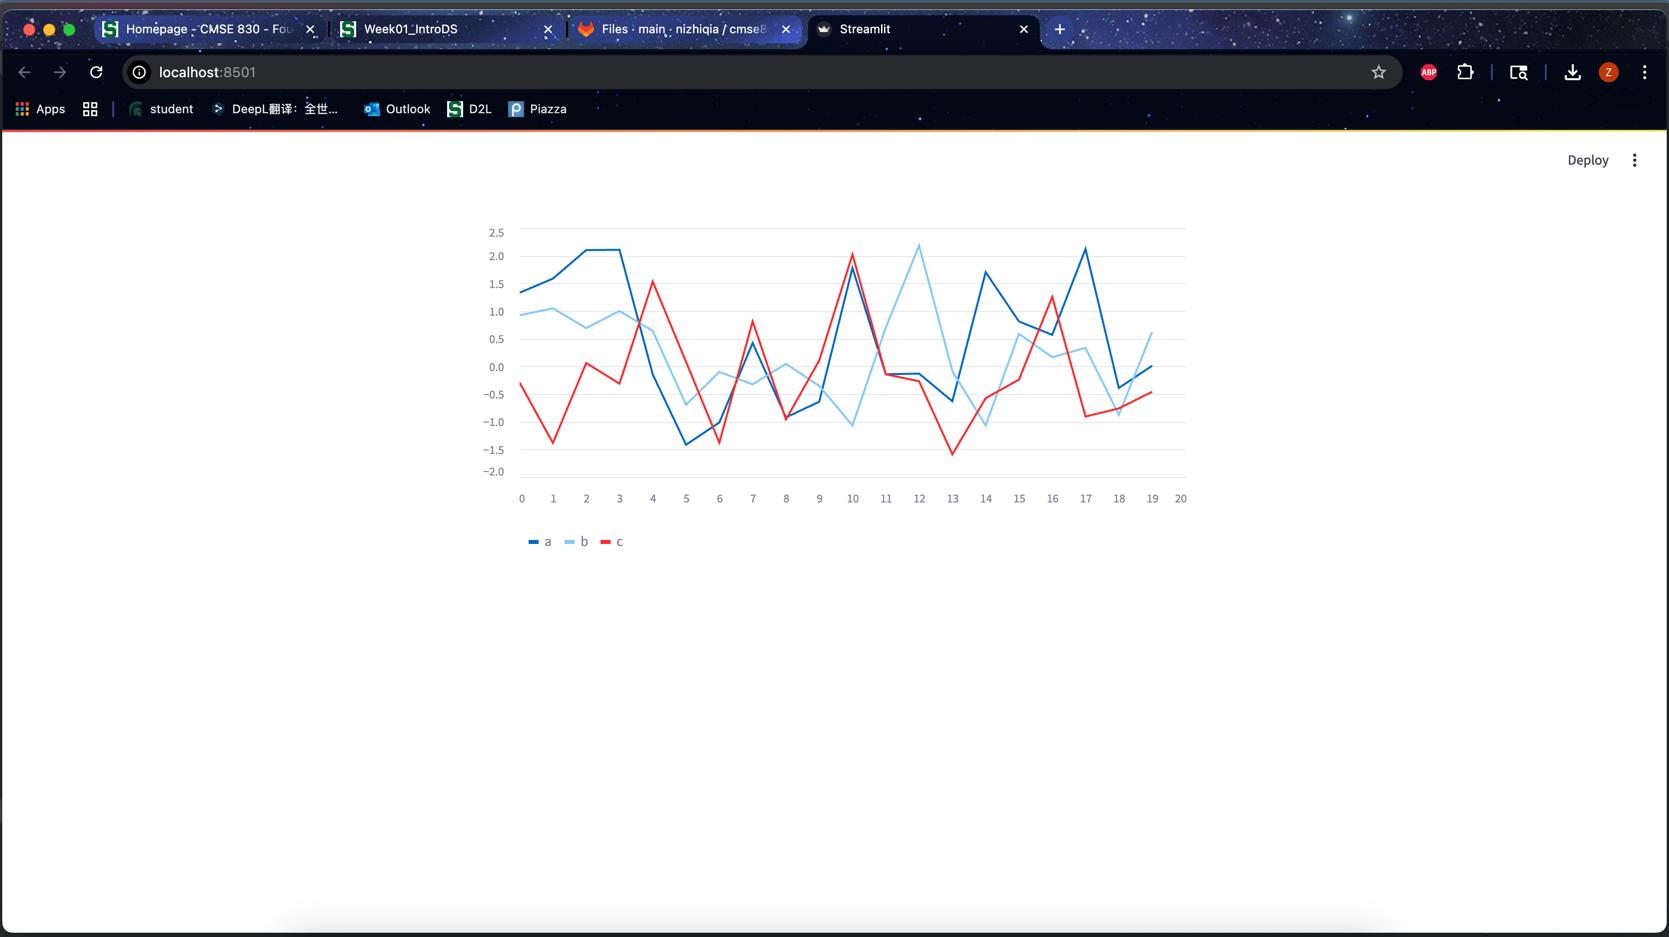 Homepage - CMSE 830 - Fou
Week01_IntroDS
Files · main · nizhiqia / cmse8
Streamlit
localhost:8501
ABP
Z
Apps
student
DeepL翻译：全世...
Outlook
D2L
Piazza
Deploy
2.5
2.0
1.5
1.0
0.5
0.0
−0.5
−1.0
−1.5
−2.0
0 1 2 3 4 5 6 7 8 9 10 11 12 13 14 15 16 17 18 19 20
a b c